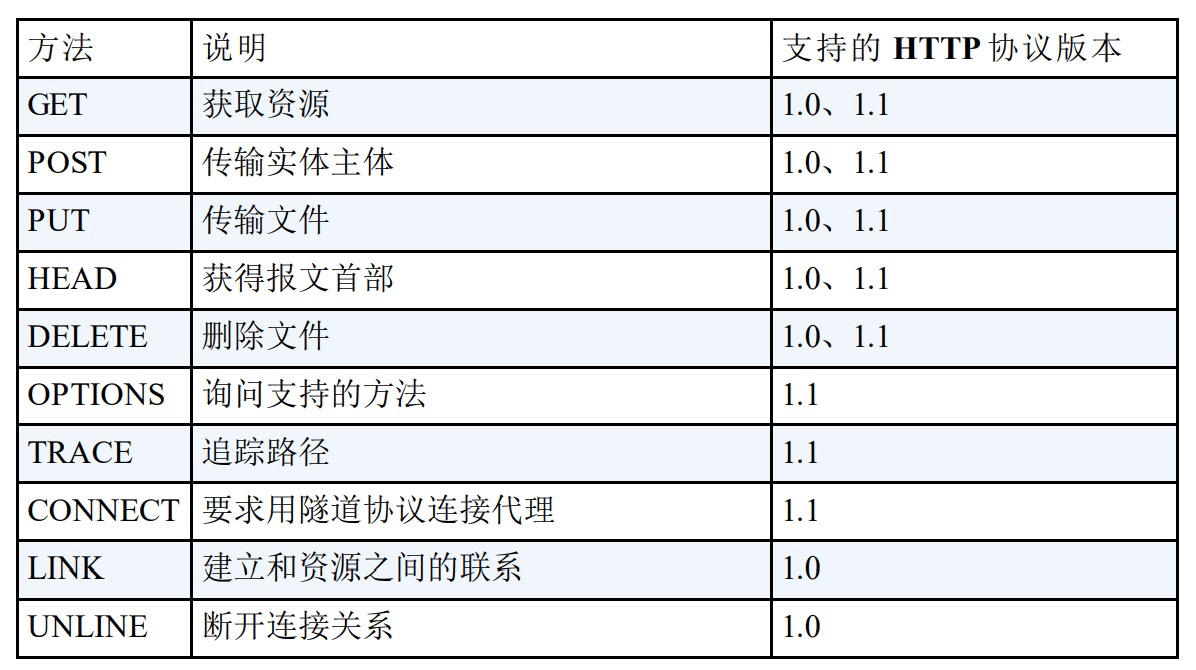 方法 说明 支持的 HTTP 协议版本
GET 获取资源 1.0、1.1
POST 传输实体主体 1.0、1.1
PUT 传输文件 1.0、1.1
HEAD 获得报文首部 1.0、1.1
DELETE 删除文件 1.0、1.1
OPTIONS 询问支持的方法 1.1
TRACE 追踪路径 1.1
CONNECT 要求用隧道协议连接代理 1.1
LINK 建立和资源之间的联系 1.0
UNLINE 断开连接关系 1.0